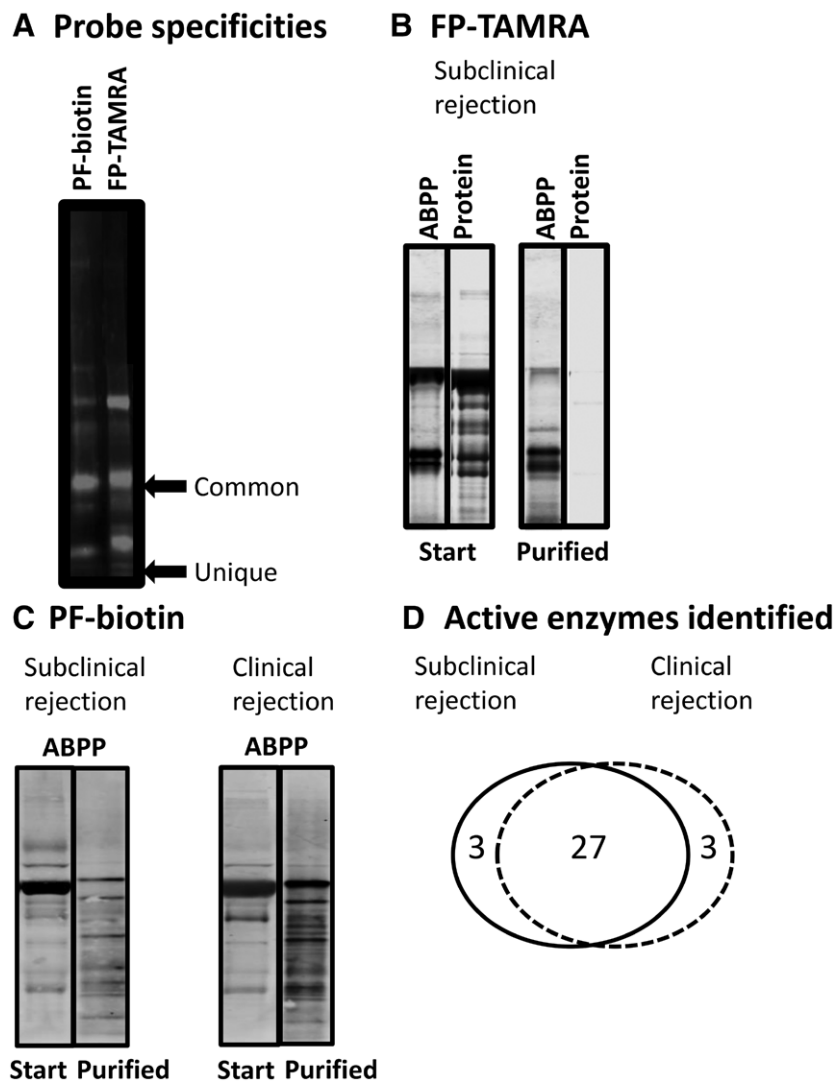 A Probe specificities
PF-biotin
FP-TAMRA
Common
Unique
B FP-TAMRA
Subclinical
rejection
ABPP
Protein
ABPP
Protein
Start
Purified
C PF-biotin
Subclinical
rejection
Clinical
rejection
ABPP
ABPP
Start Purified
Start Purified
D Active enzymes identified
Subclinical
rejection
Clinical
rejection
3
27
3